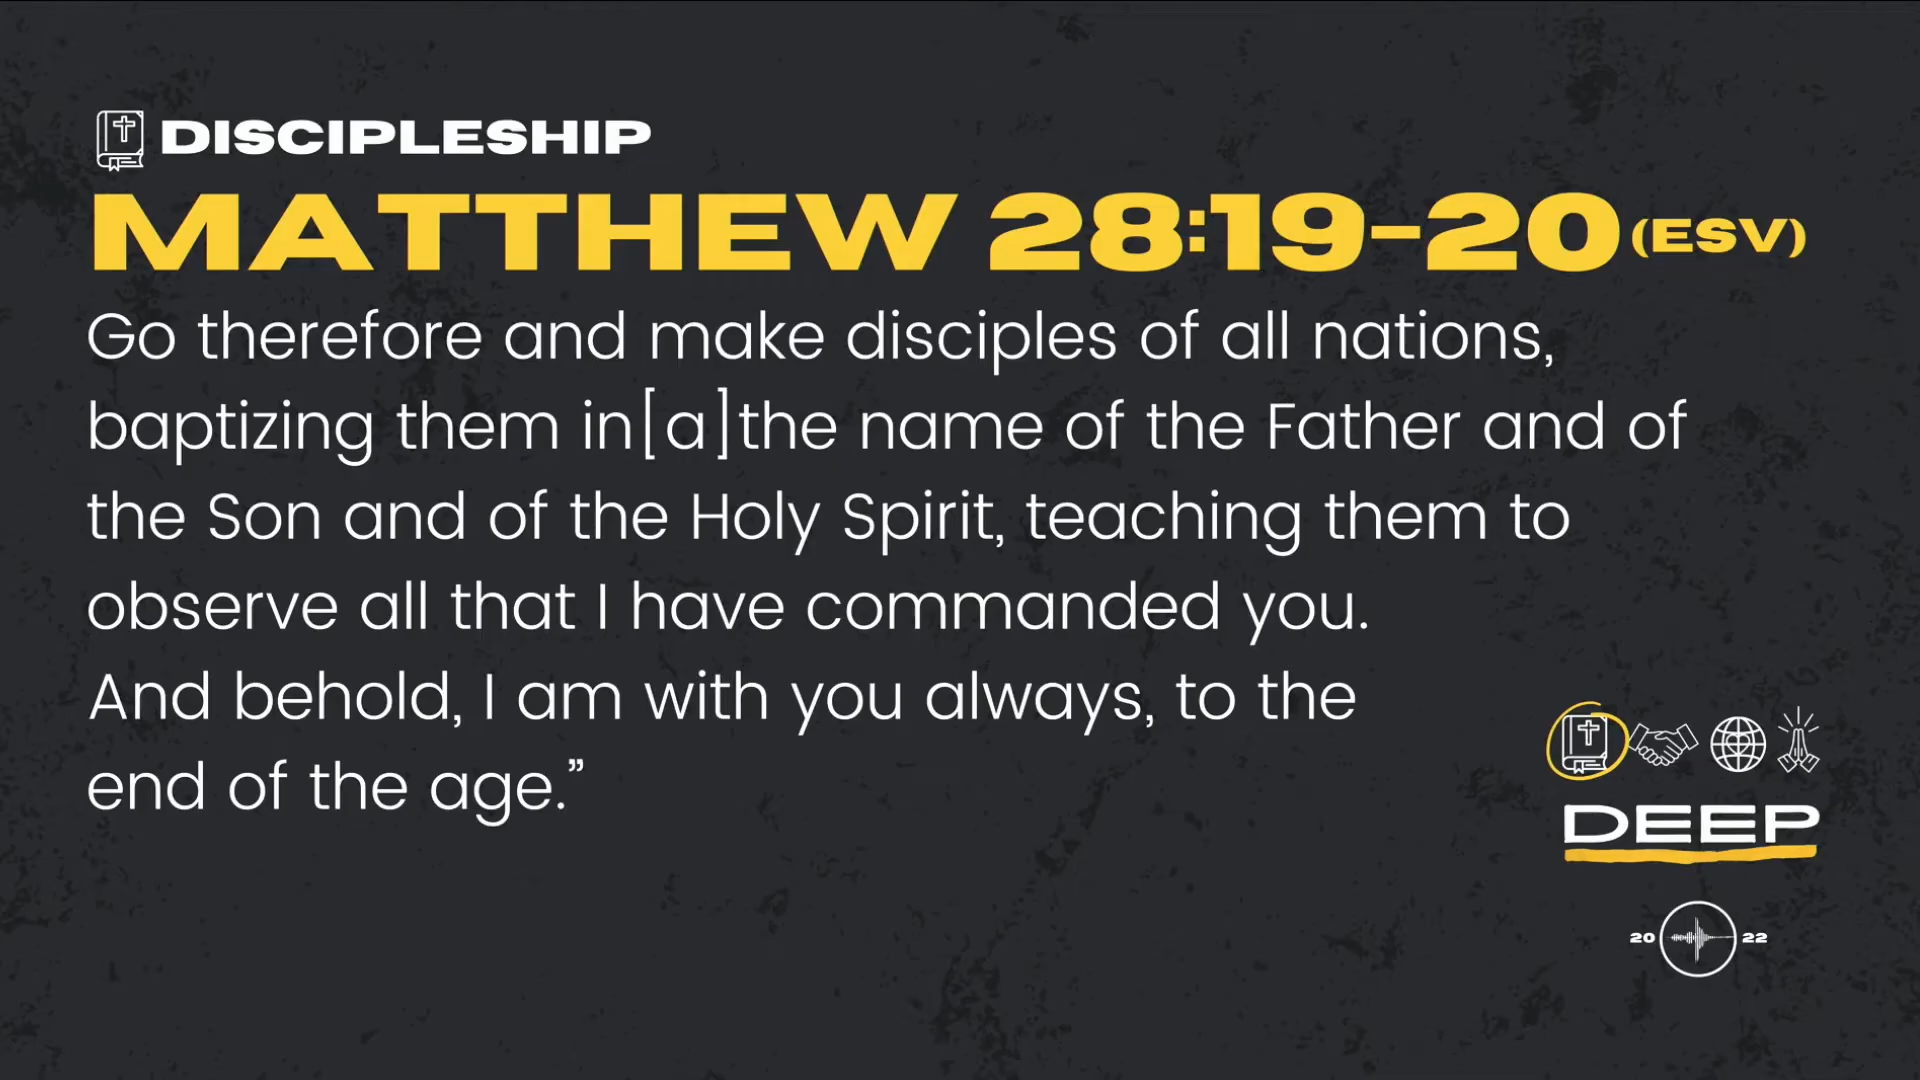 DISCIPLESHIP
MATTHEW 28:19-20 (ESV)
Go therefore and make disciples of all nations,
baptizing them in[a]the name of the Father and of
the Son and of the Holy Spirit, teaching them to
observe all that I have commanded you.
And behold, I am with you always, to the
end of the age.”
DEEP
20 22